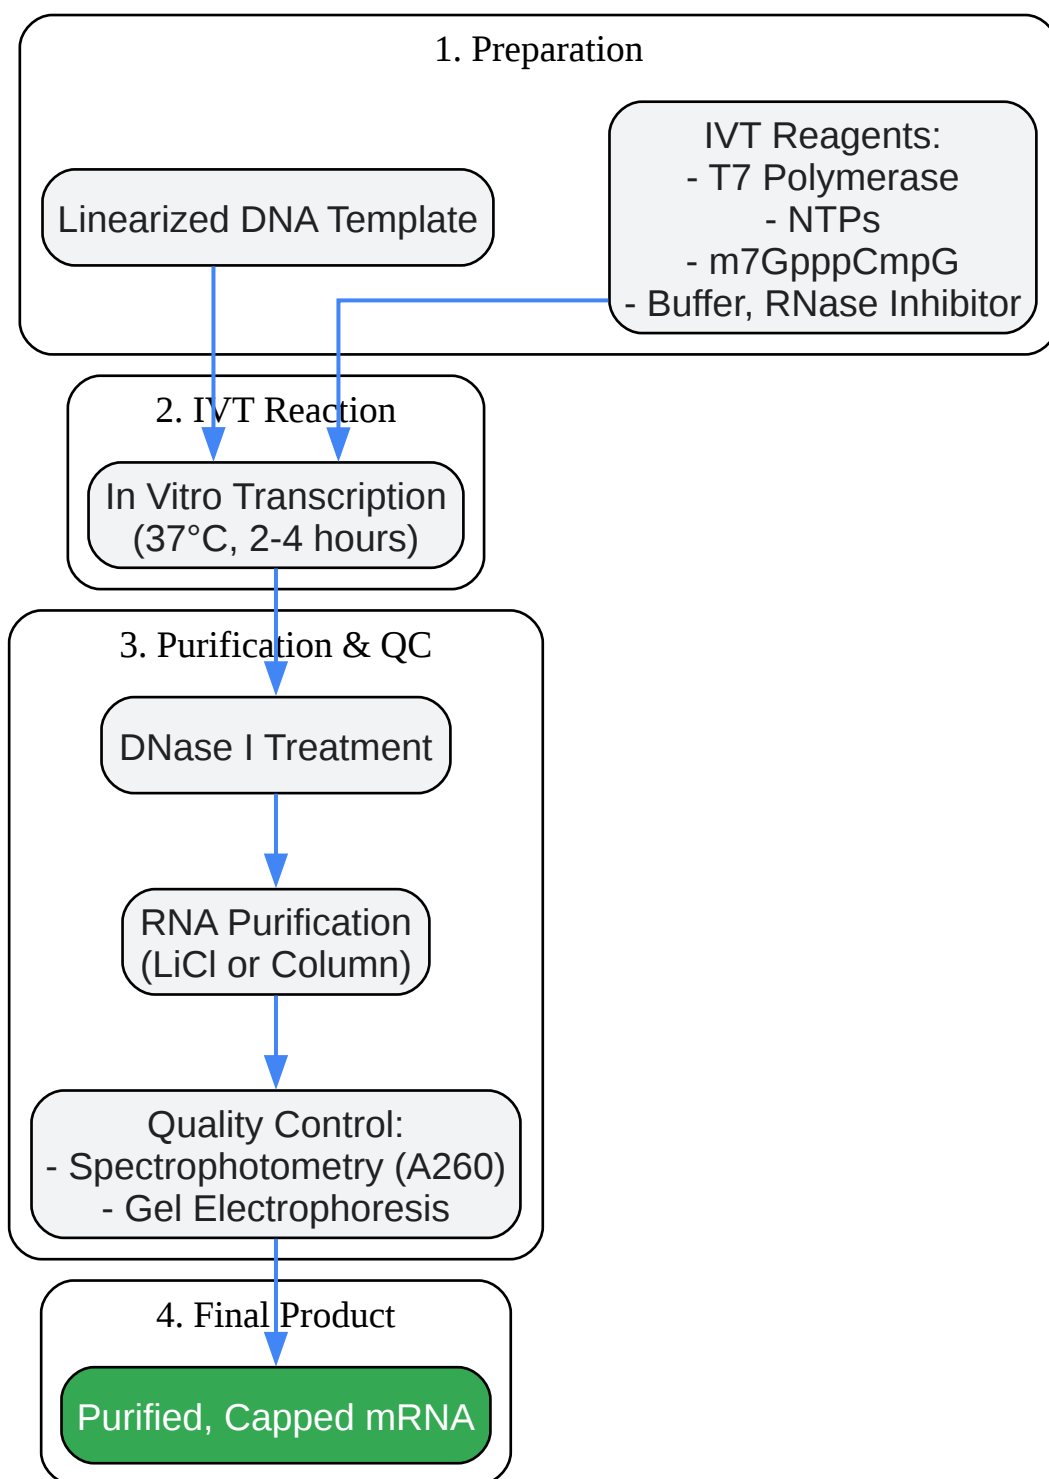 1. Preparation
Linearized DNA Template
IVT Reagents:
- T7 Polymerase
- NTPs
- m7GpppCmpG
- Buffer, RNase Inhibitor
2. IVT Reaction
In Vitro Transcription
(37°C, 2-4 hours)
3. Purification & QC
DNase I Treatment
RNA Purification
(LiCl or Column)
Quality Control:
- Spectrophotometry (A260)
- Gel Electrophoresis
4. Final Product
Purified, Capped mRNA